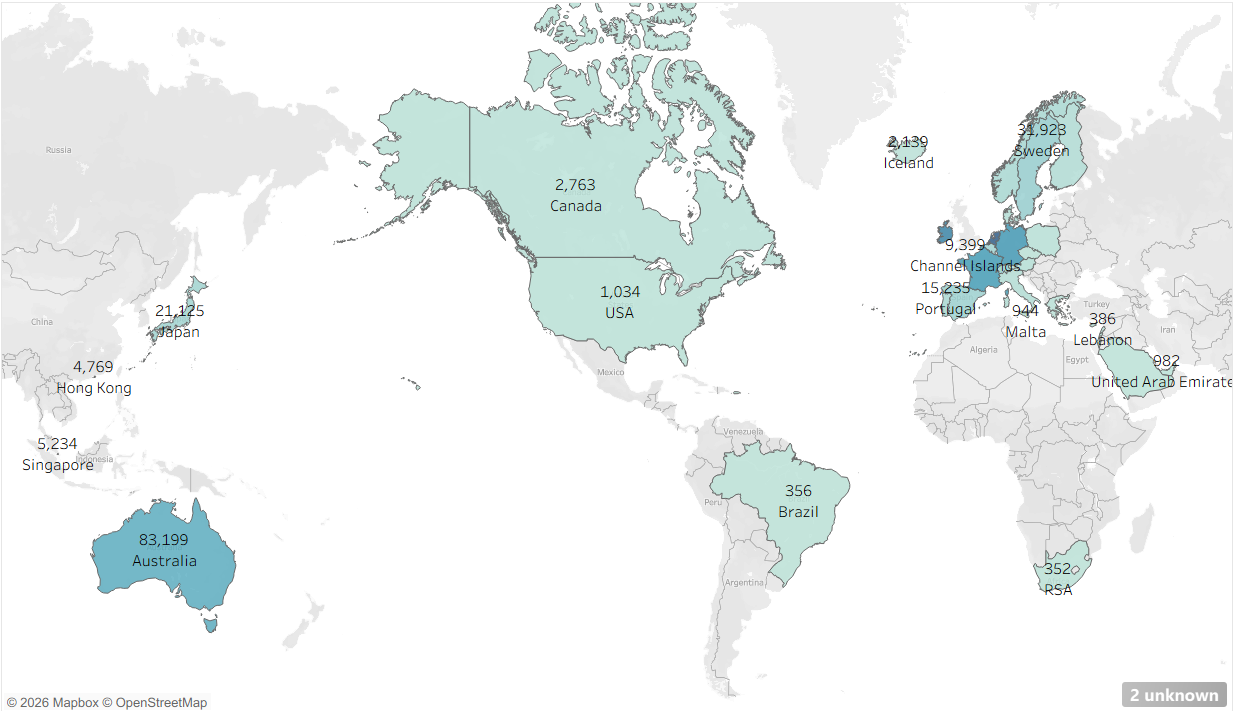 Russia
31,923
Sweden
2,139
Iceland
2,763
Canada
9,399
Channel Islands
15,235
Portugal
1,034
USA
944
Malta
Turkey
386
Lebanon
Iran
China
21,125
Japan
Algeria
Egypt
982
United Arab Emirate
4,769
Hong Kong
Mexico
5,234
Singapore
Indonesia
Venezuela
356
Brazil
Peru
83,199
Australia
352
RSA
Argentina
© 2026 Mapbox © OpenStreetMap
2 unknown